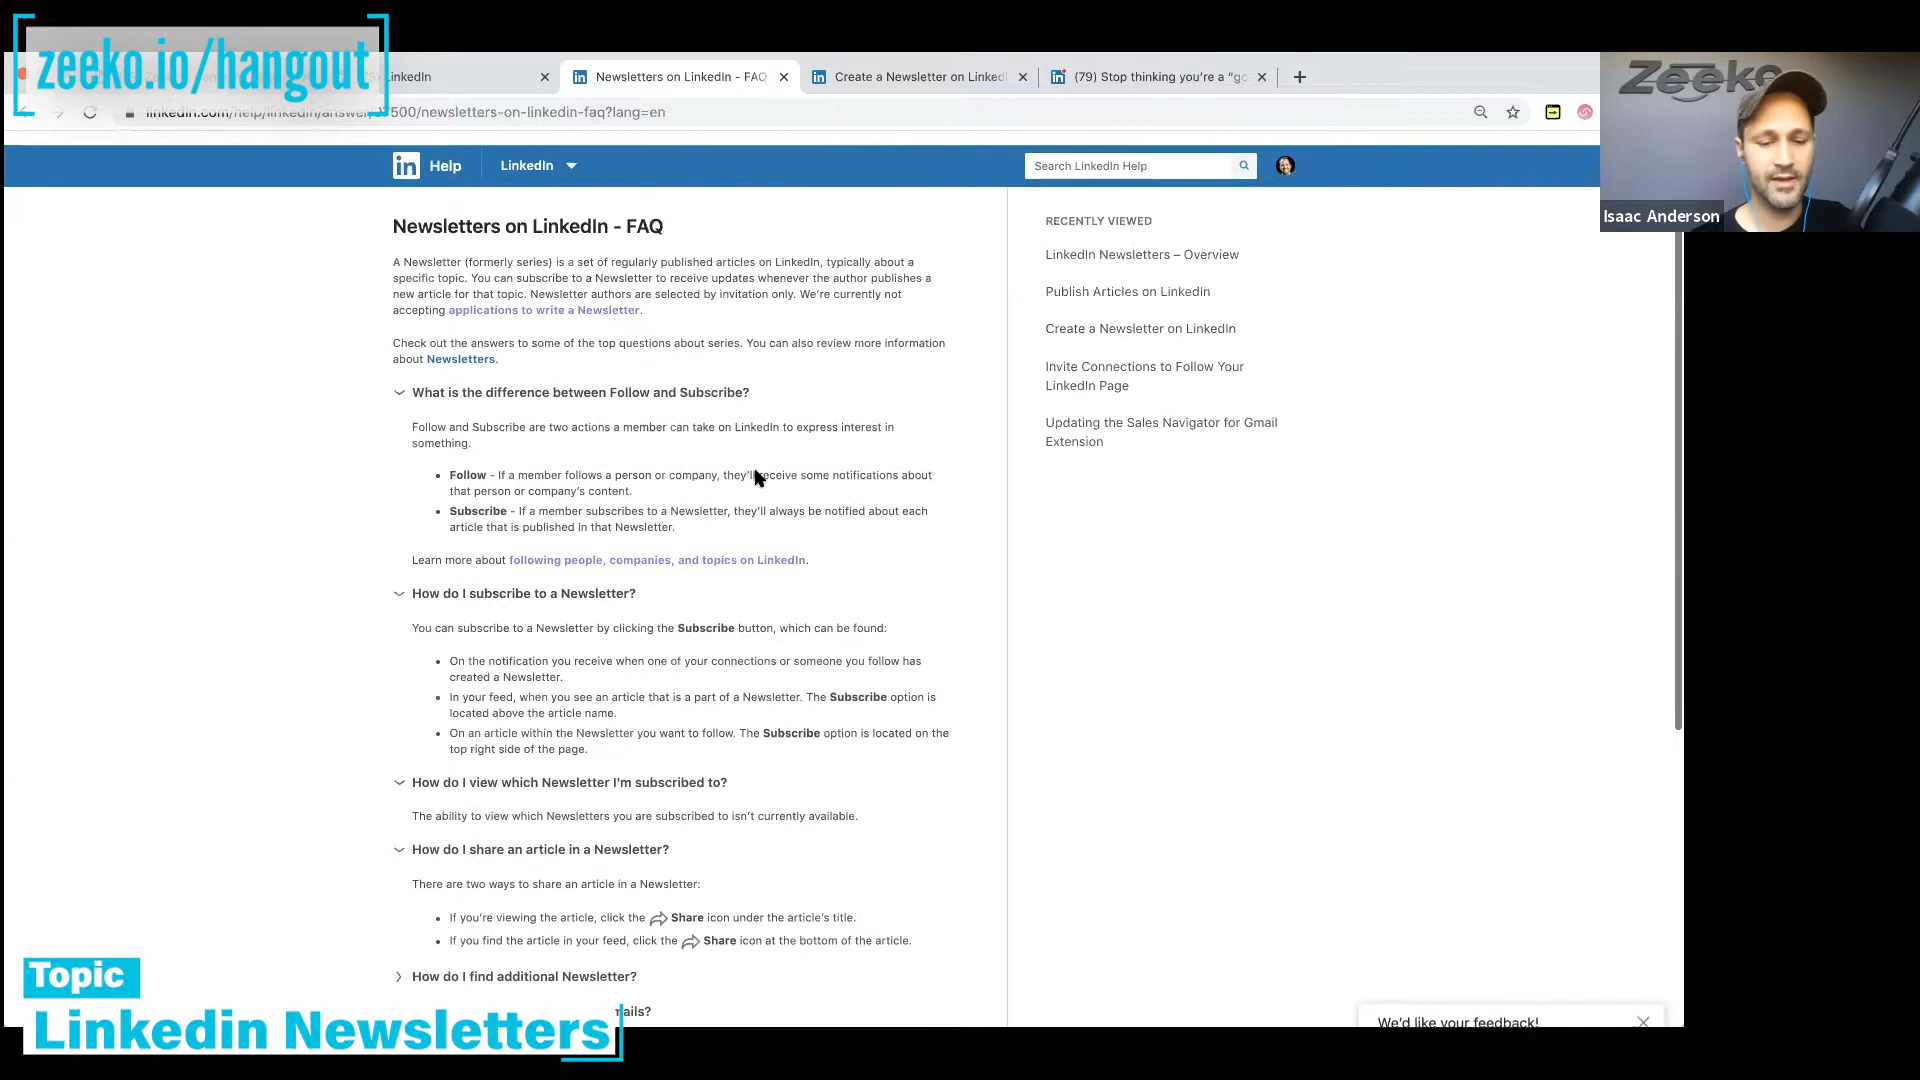 zeeko.io/hangout
LinkedIn
Newsletters on LinkedIn - FAQ
Create a Newsletter on Linked
(79) Stop thinking you're a "go
linkedin.com/help/linkedin/answer/ 7500/newsletters-on-linkedin-faq?lang=en
Zeeko
Isaac Anderson
in Help
LinkedIn
Search LinkedIn Help
Newsletters on LinkedIn - FAQ
A Newsletter (formerly series) is a set of regularly published articles on LinkedIn, typically about a
specific topic. You can subscribe to a Newsletter to receive updates whenever the author publishes a
new article for that topic. Newsletter authors are selected by invitation only. We're currently not
accepting applications to write a Newsletter.
Check out the answers to some of the top questions about series. You can also review more information
about Newsletters.
What is the difference between Follow and Subscribe?
Follow and Subscribe are two actions a member can take on LinkedIn to express interest in
something.
• Follow - If a member follows a person or company, they'll receive some notifications about
that person or company's content.
• Subscribe - If a member subscribes to a Newsletter, they'll always be notified about each
article that is published in that Newsletter.
Learn more about following people, companies, and topics on LinkedIn.
How do I subscribe to a Newsletter?
You can subscribe to a Newsletter by clicking the Subscribe button, which can be found:
• On the notification you receive when one of your connections or someone you follow has
created a Newsletter.
• In your feed, when you see an article that is a part of a Newsletter. The Subscribe option is
located above the article name.
• On an article within the Newsletter you want to follow. The Subscribe option is located on the
top right side of the page.
How do I view which Newsletter I'm subscribed to?
The ability to view which Newsletters you are subscribed to isn't currently available.
How do I share an article in a Newsletter?
There are two ways to share an article in a Newsletter:
• If you're viewing the article, click the Share icon under the article's title.
• If you find the article in your feed, click the Share icon at the bottom of the article.
How do I find additional Newsletter?
mails?
RECENTLY VIEWED
LinkedIn Newsletters – Overview
Publish Articles on LinkedIn
Create a Newsletter on LinkedIn
Invite Connections to Follow Your
LinkedIn Page
Updating the Sales Navigator for Gmail
Extension
We'd like your feedback!
Topic
Linkedin Newsletters